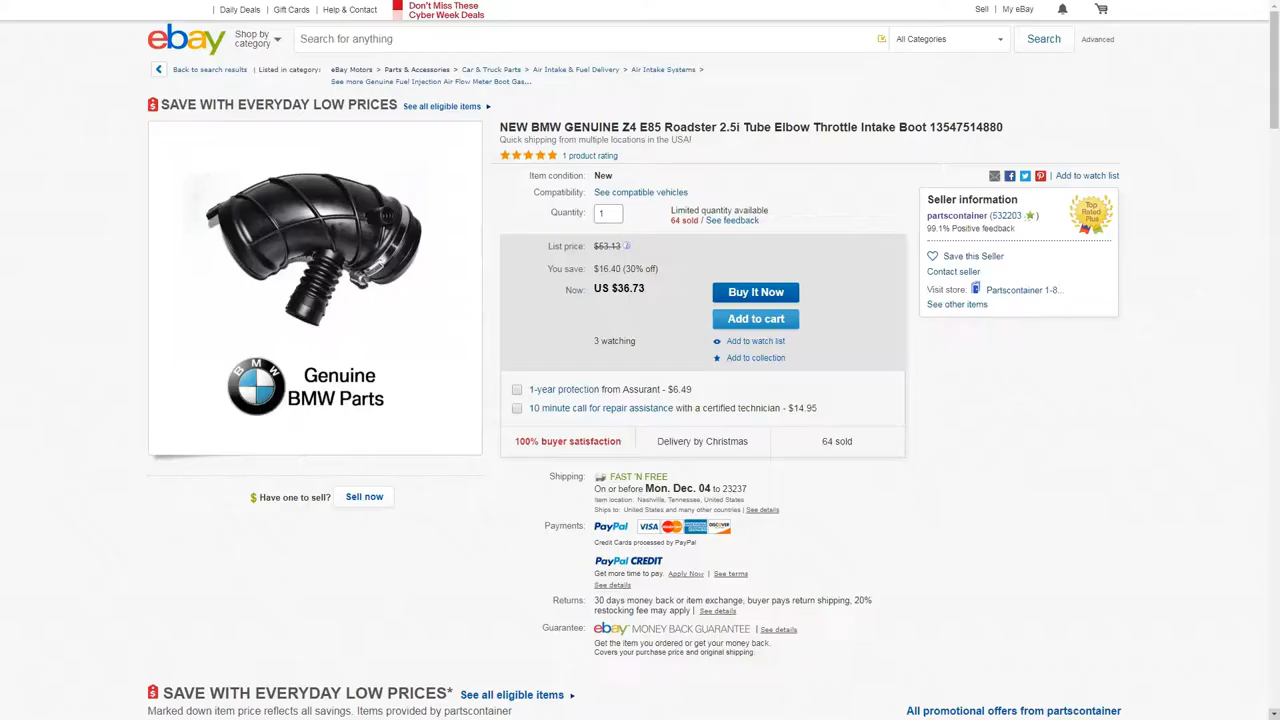 Daily Deals | Gift Cards | Help & Contact
Don't Miss These
Cyber Week Deals
Sell | My eBay
ebay
Shop by
category
Search for anything
All Categories
Search
Advanced
Back to search results | Listed in category: eBay Motors > Parts & Accessories > Car & Truck Parts > Air Intake & Fuel Delivery > Air Intake Systems >
See more Genuine Fuel Injection Air Flow Meter Boot Gas...
SAVE WITH EVERYDAY LOW PRICES See all eligible items
BMW
Genuine
BMW Parts
$ Have one to sell? Sell now
NEW BMW GENUINE Z4 E85 Roadster 2.5i Tube Elbow Throttle Intake Boot 13547514880
Quick shipping from multiple locations in the USA!
1 product rating
Item condition: New
Compatibility: See compatible vehicles
Quantity: 1
Limited quantity available
64 sold / See feedback
List price: $53.13
You save: $16.40 (30% off)
Now: US $36.73
Buy It Now
Add to cart
3 watching
Add to watch list
Add to collection
1-year protection from Assurant - $6.49
10 minute call for repair assistance with a certified technician - $14.95
100% buyer satisfaction
Delivery by Christmas
64 sold
Shipping: FAST 'N FREE
On or before Mon. Dec. 04 to 23237
Item location: Nashville, Tennessee, United States
Ships to: United States and many other countries | See details
Payments: PayPal VISA MasterCard AMERICAN EXPRESS DISCOVER
Credit Cards processed by PayPal
PayPal CREDIT
Get more time to pay. Apply Now | See terms
See details
Returns: 30 days money back or item exchange, buyer pays return shipping, 20%
restocking fee may apply | See details
Guarantee: ebay MONEY BACK GUARANTEE | See details
Get the item you ordered or get your money back.
Covers your purchase price and original shipping.
| Add to watch list
Seller information
partscontainer (532203 )
99.1% Positive feedback
Top
Rated
Plus
Save this Seller
Contact seller
Visit store: Partscontainer 1-8...
See other items
SAVE WITH EVERYDAY LOW PRICES* See all eligible items
Marked down item price reflects all savings. Items provided by partscontainer
All promotional offers from partscontainer